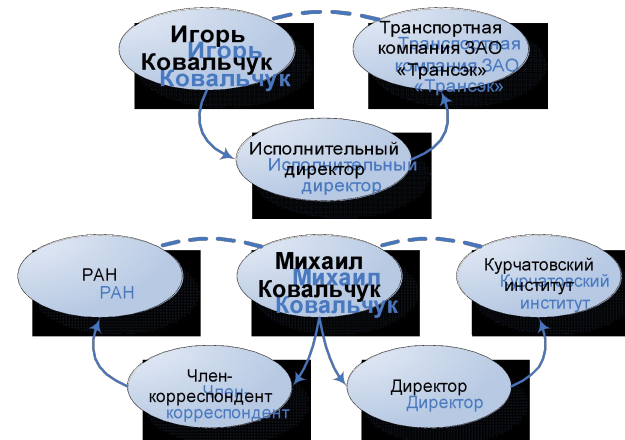 Игорь
Ковальчук
Транспортная
компания ЗАО
«Трансэк»
Исполнительный
директор
РАН
Михаил
Ковальчук
Курчатовский
институт
Член-
корреспондент
Директор